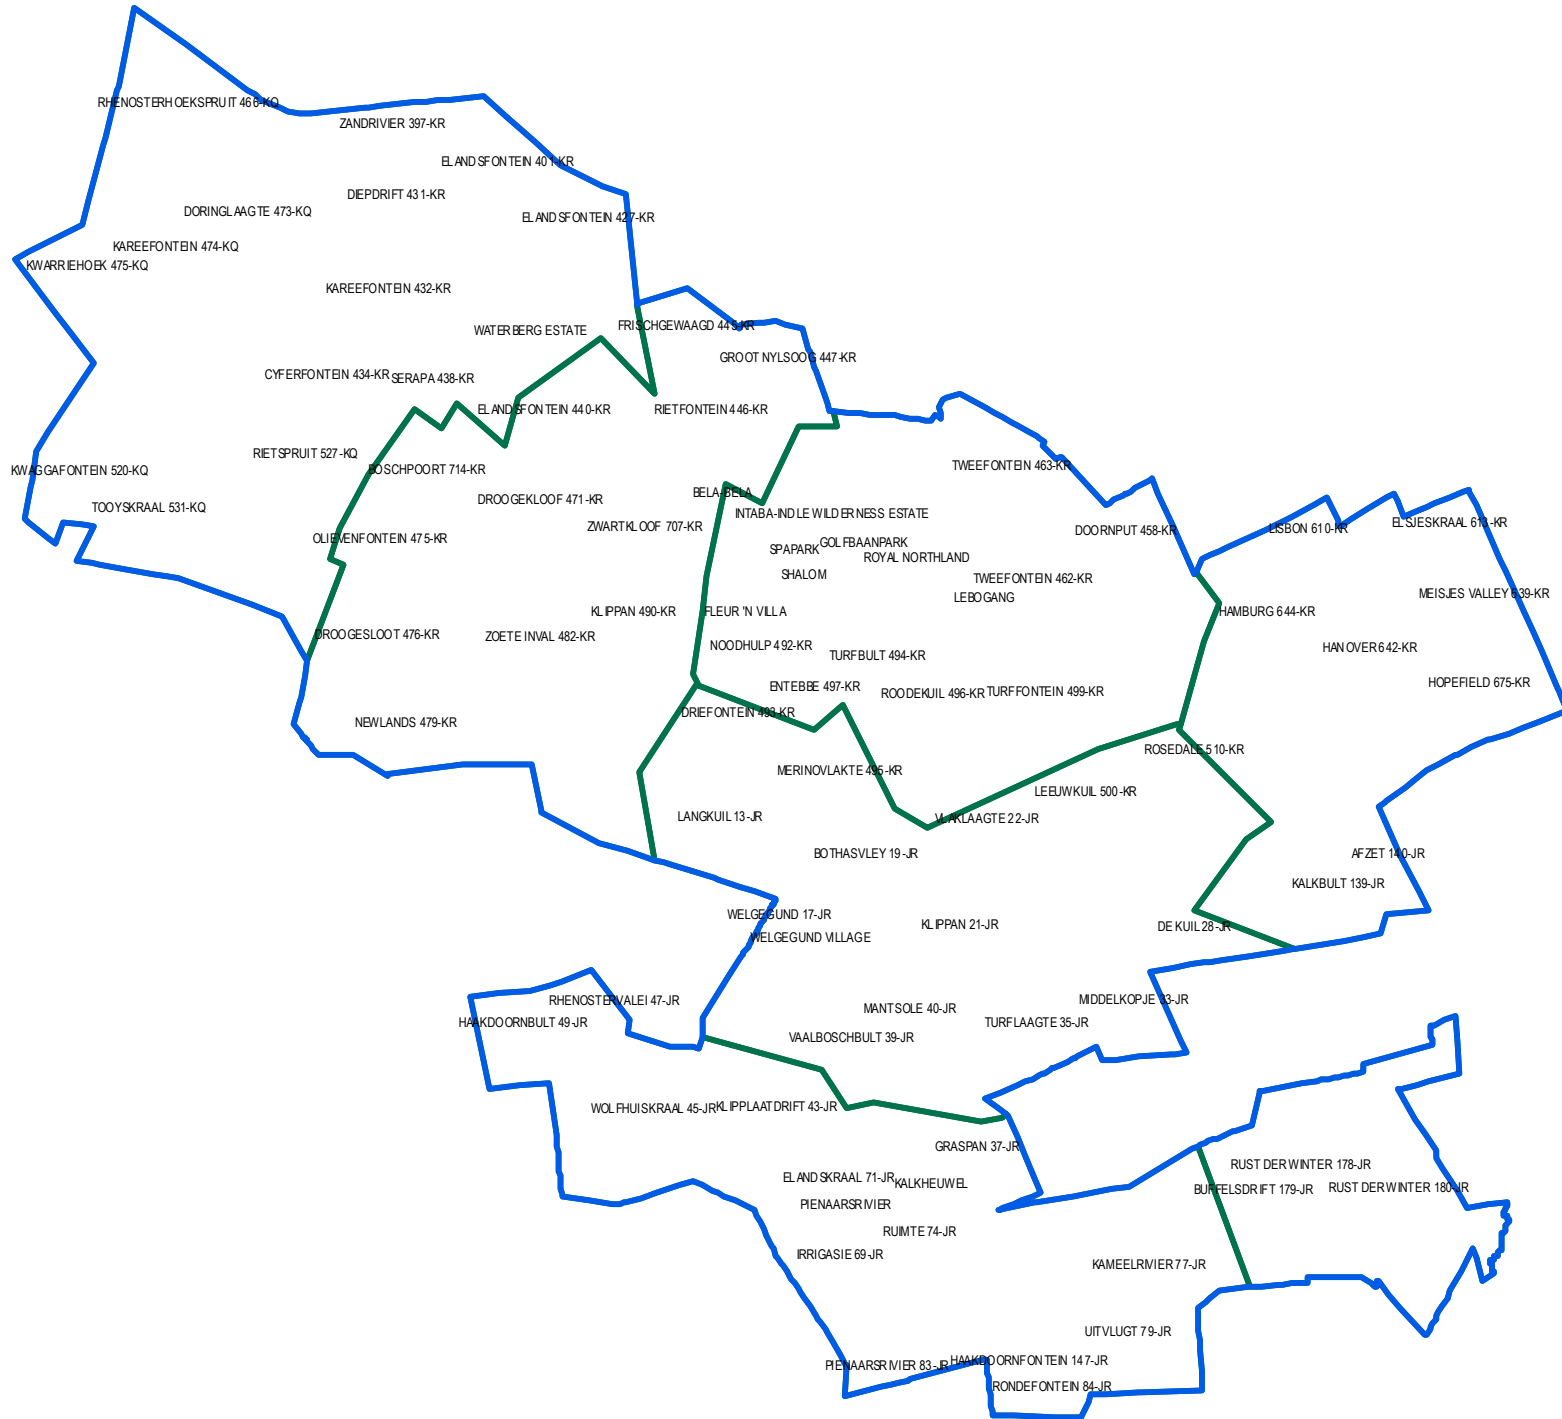 RHENOSTERHOEKSPRUIT 466-KQ
ZANDRIVIER 397-KR
ELANDSFONTEIN 401-KR
DIEPDRIFT 431-KR
DORINGLAAGTE 473-KQ
ELANDSFONTEIN 427-KR
KAREEFONTEIN 474-KQ
KWARRIEHOEK 475-KQ
KAREEFONTEIN 432-KR
WATERBERG ESTATE
FRISCHGEWAAGD 445-KR
GROOT NYLSOOG 447-KR
CYFERFONTEIN 434-KR
SERAPA 438-KR
ELANDSFONTEIN 440-KR
RIETFONTEIN 446-KR
RIETSPRUIT 527-KQ
BOSCHPOORT 714-KR
KWAGGAFONTEIN 520-KQ
TWEEFONTEIN 463-KR
TOOYSKRAAL 531-KQ
DROOGEKLOOF 471-KR
BELA-BELA
INTABA-INDLE WILDERNESS ESTATE
ZWARTKLOOF 707-KR
OLIEVENFONTEIN 475-KR
DOORNPUT 458-KR
LISBON 610-KR
ELSJESKRAAL 613-KR
SPAPARK
GOLFBAANPARK
ROYAL NORTHLAND
SHALOM
TWEEFONTEIN 462-KR
LEBOGANG
MEISJES VALLEY 639-KR
KLIPPAN 490-KR
FLEUR 'N VILLA
HAMBURG 644-KR
DROOGESLOOT 476-KR
ZOETE INVAL 482-KR
NOODHULP 492-KR
TURFBULT 494-KR
HANOVER 642-KR
ENTEBBE 497-KR
ROODEKUIL 496-KR
TURFFONTEIN 499-KR
HOPEFIELD 675-KR
DRIEFONTEIN 493-KR
NEWLANDS 479-KR
ROSEDALE 510-KR
MERINOVLAKTE 495-KR
LEEUWKUIL 500-KR
LANGKUIL 13-JR
VLAKLAAGTE 22-JR
BOTHASVLEY 19-JR
AFZET 140-JR
KALKBULT 139-JR
WELGEGUND 17-JR
WELGEGUND VILLAGE
KLIPPAN 21-JR
DE KUIL 28-JR
RHENOSTERVALEI 47-JR
HAAKDOORNBULT 49-JR
MANTSOLE 40-JR
MIDDELKOPJE 33-JR
TURFLAAGTE 35-JR
VAALBOSCHBULT 39-JR
WOLFHUISKRAAL 45-JR
KLIPPLAATDRIFT 43-JR
GRASPAN 37-JR
ELANDSKRAAL 71-JR
KALKHEUWEL
RUST DER WINTER 178-JR
BUFFELSDRIFT 179-JR
RUST DER WINTER 180-JR
PIENAARSRIVIER
RUIMTE 74-JR
IRRIGASIE 69-JR
KAMEELRIVIER 77-JR
UITVLUGT 79-JR
PIENAARSRIVIER 83-JR
HAAKDOORNFONTEIN 147-JR
RONDEFONTEIN 84-JR